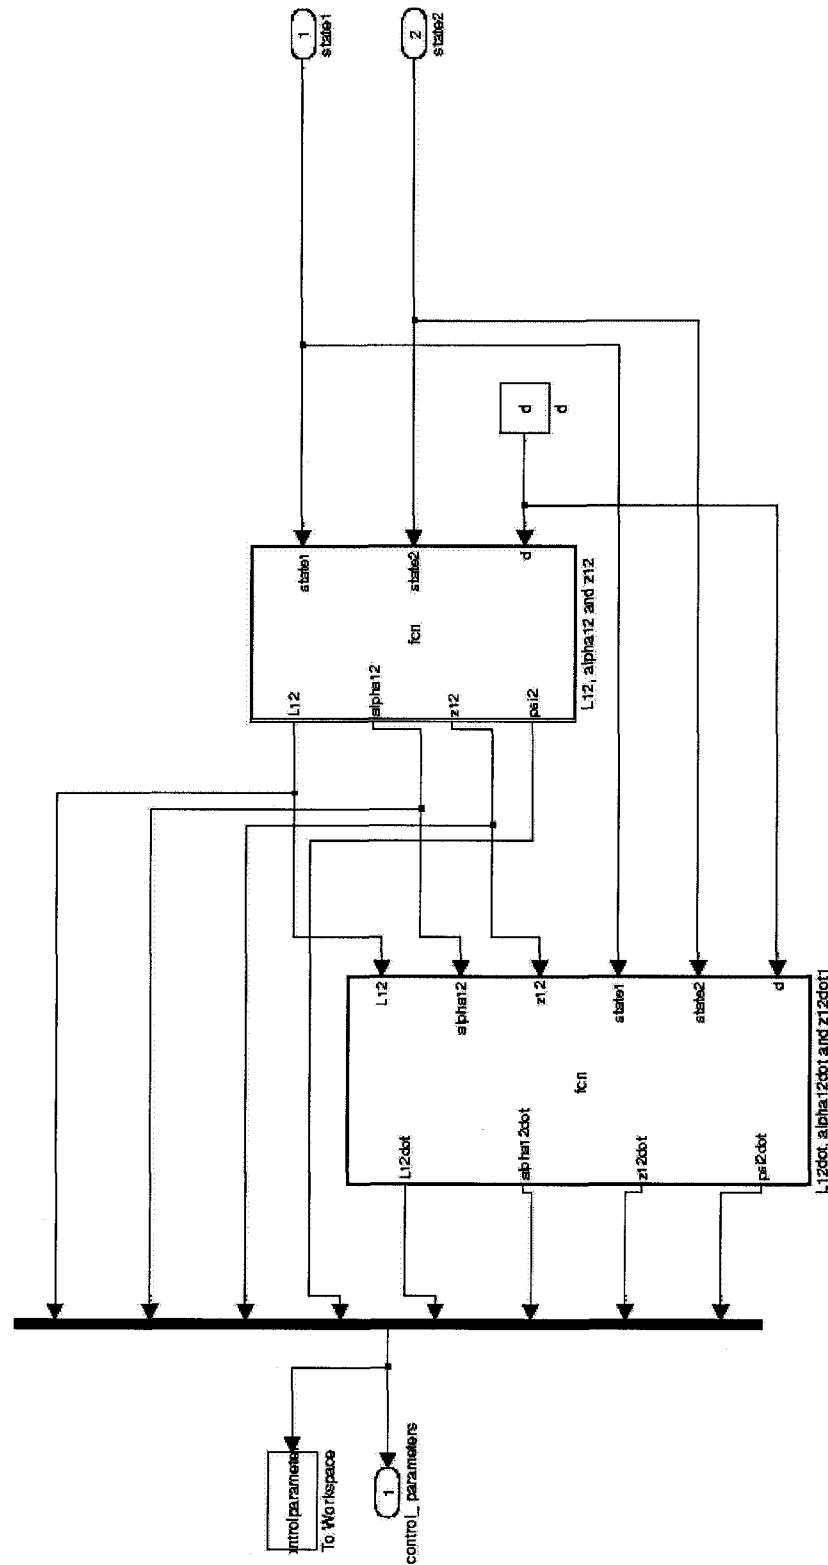 1
state1
2
state2
d
d
state1
state2
d
fcn
L12
alpha12
z12
psi2
L12, alpha12 and z12
L12
alpha12
z12
state1
state2
d
fcn
L12dot
alpha12dot
z12dot
psi2dot
L12dot, alpha12dot and z12dot1
ntrolparameter
To Workspace
1
control_parameters